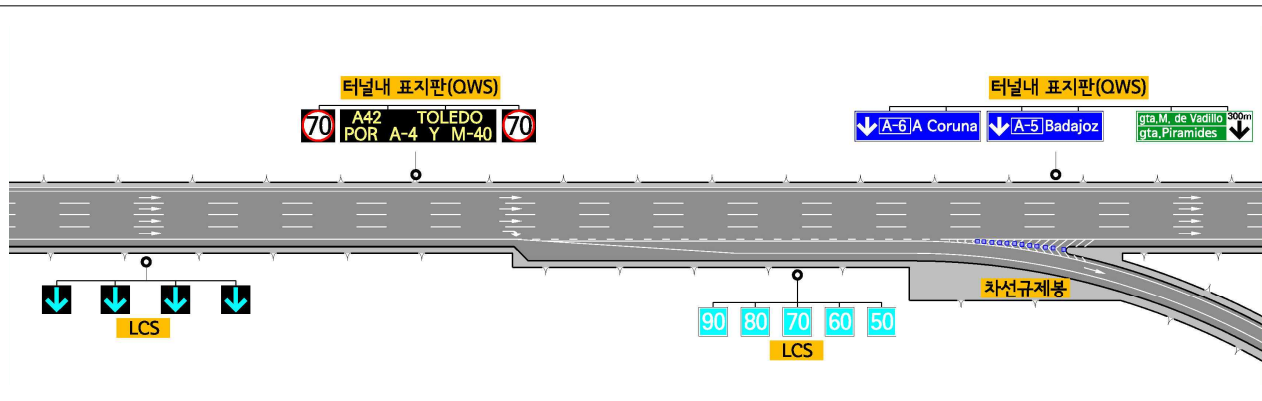 터널내 표지판(QWS)
70
A42 TOLEDO
POR A-4 Y M-40
70
터널내 표지판(QWS)
A-6 A Coruna
A-5 Badajoz
gta.M. de Vadillo
gta.Piramides
300m
LCS
90 80 70 60 50
LCS
차선규제봉